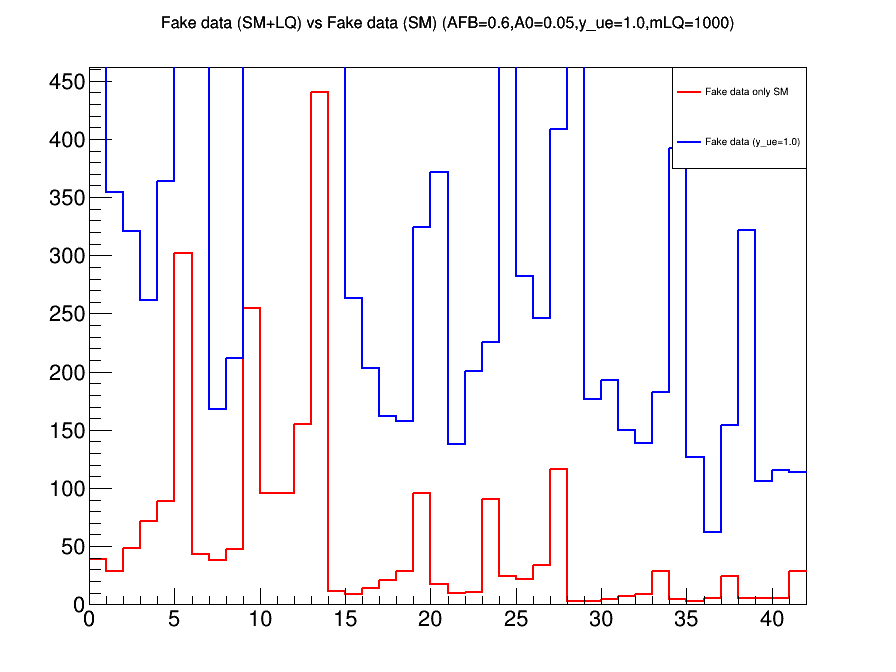 Fake data (SM+LQ) vs Fake data (SM) (AFB=0.6,A0=0.05,y_ue=1.0,mLQ=1000)
Fake data only SM
Fake data (y_ue=1.0)
450
400
350
300
250
200
150
100
50
0
0 5 10 15 20 25 30 35 40